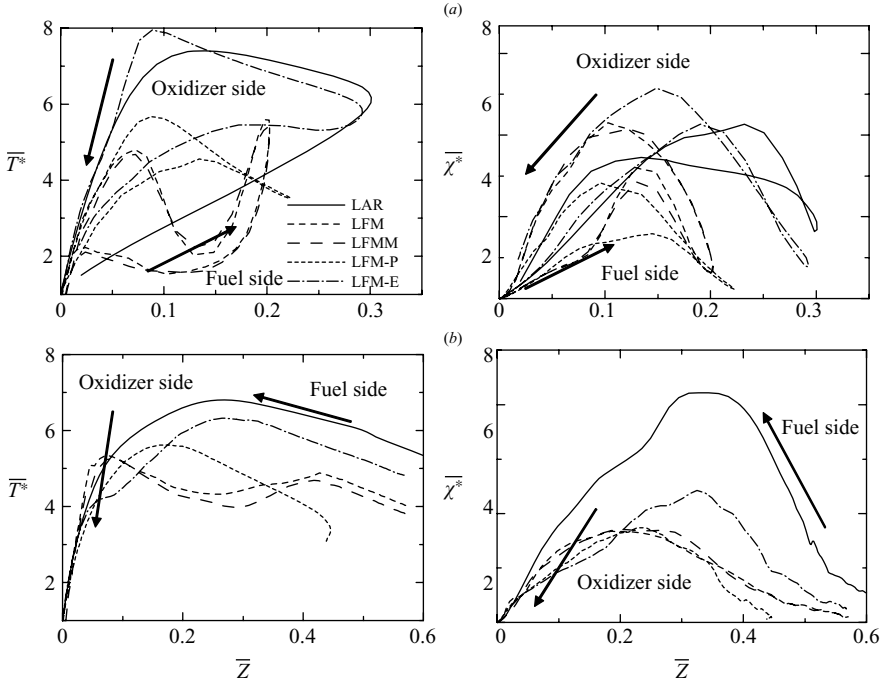 (a)
8
6
4
2
T*
Oxidizer side
Fuel side
LAR
LFM
LFMM
LFM-P
LFM-E
0
0.1
0.2
0.3
8
6
4
2
χ*
Oxidizer side
Fuel side
0
0.1
0.2
0.3
(b)
8
6
4
2
T*
Oxidizer side
Fuel side
0
0.2
0.4
0.6
Z
8
6
4
2
χ*
Fuel side
Oxidizer side
0
0.2
0.4
0.6
Z